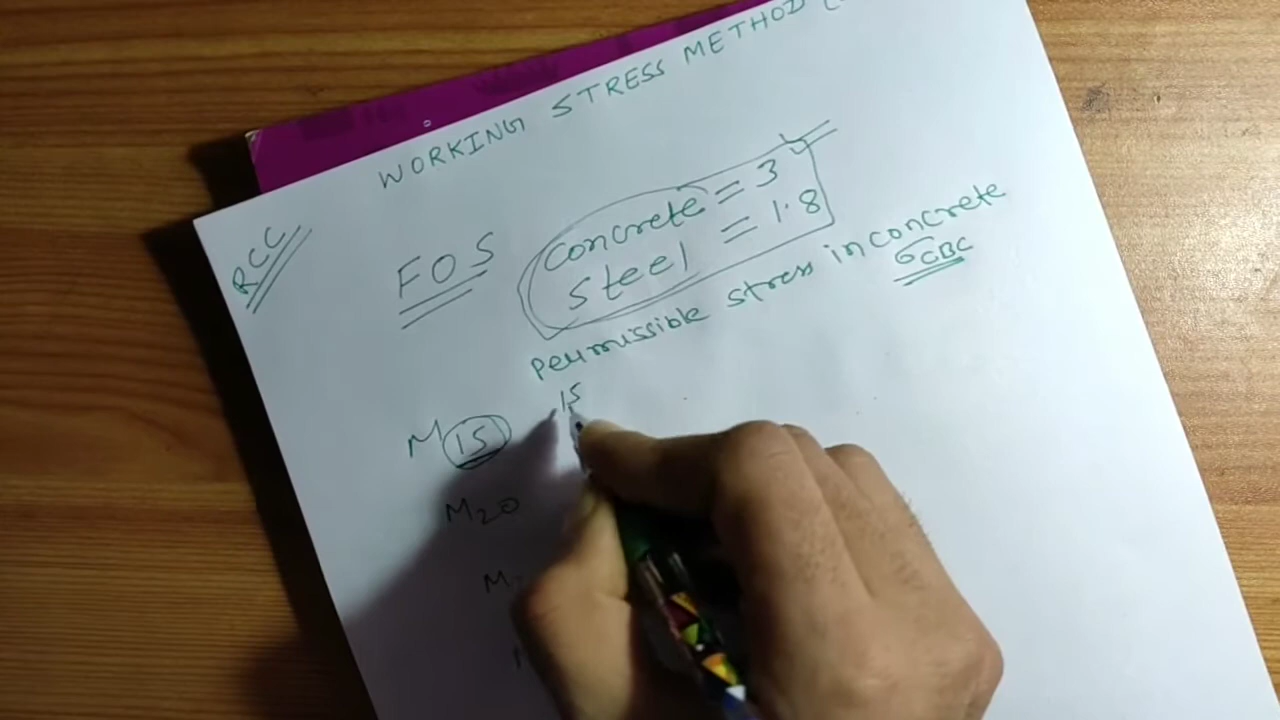 WORKING STRESS METHOD
RCC
FOS
concrete = 3
steel = 1.8
Permissible stress in concrete
σCBC
15
M15
M20
M